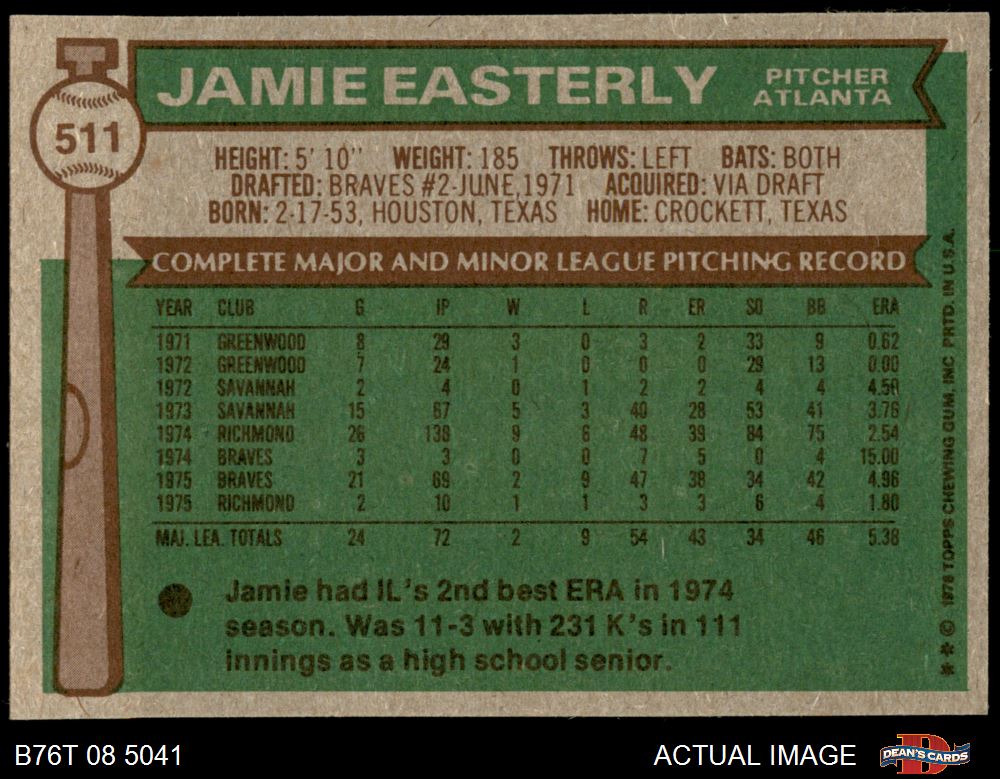 JAMIE EASTERLY PITCHER
ATLANTA
511
HEIGHT: 5' 10" WEIGHT: 185 THROWS: LEFT BATS: BOTH
DRAFTED: BRAVES #2-JUNE, 1971 ACQUIRED: VIA DRAFT
BORN: 2-17-53, HOUSTON, TEXAS HOME: CROCKETT, TEXAS
COMPLETE MAJOR AND MINOR LEAGUE PITCHING RECORD
YEAR CLUB G IP W L R ER SO BB ERA
1971 GREENWOOD 8 29 3 0 3 2 33 9 0.62
1972 GREENWOOD 7 24 1 0 0 0 29 13 0.00
1972 SAVANNAH 2 4 0 1 2 2 4 4 4.50
1973 SAVANNAH 15 67 5 3 40 28 53 41 3.76
1974 RICHMOND 26 138 9 6 48 39 84 75 2.54
1974 BRAVES 3 3 0 0 7 5 0 4 15.00
1975 BRAVES 21 69 2 9 47 38 34 42 4.96
1975 RICHMOND 2 10 1 1 3 3 6 4 1.80
MAJ. LEA. TOTALS 24 72 2 9 54 43 34 46 5.38
Jamie had IL's 2nd best ERA in 1974
season. Was 11-3 with 231 K's in 111
innings as a high school senior.
* * © 1976 TOPPS CHEWING GUM, INC PRTD. IN U.S.A.
B76T 08 5041 ACTUAL IMAGE DEAN'S CARDS